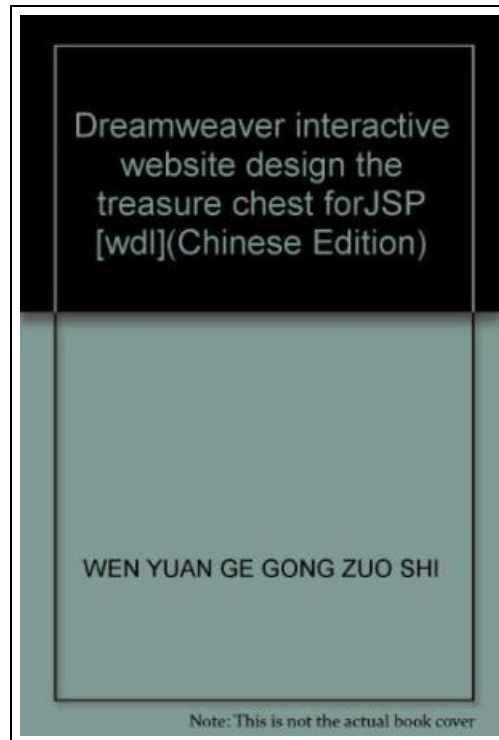 Dreamweaver interactive
website design the
treasure chest forJSP
[wdl](Chinese Edition)
WEN YUAN GE GONG ZUO SHI
Note: This is not the actual book cover